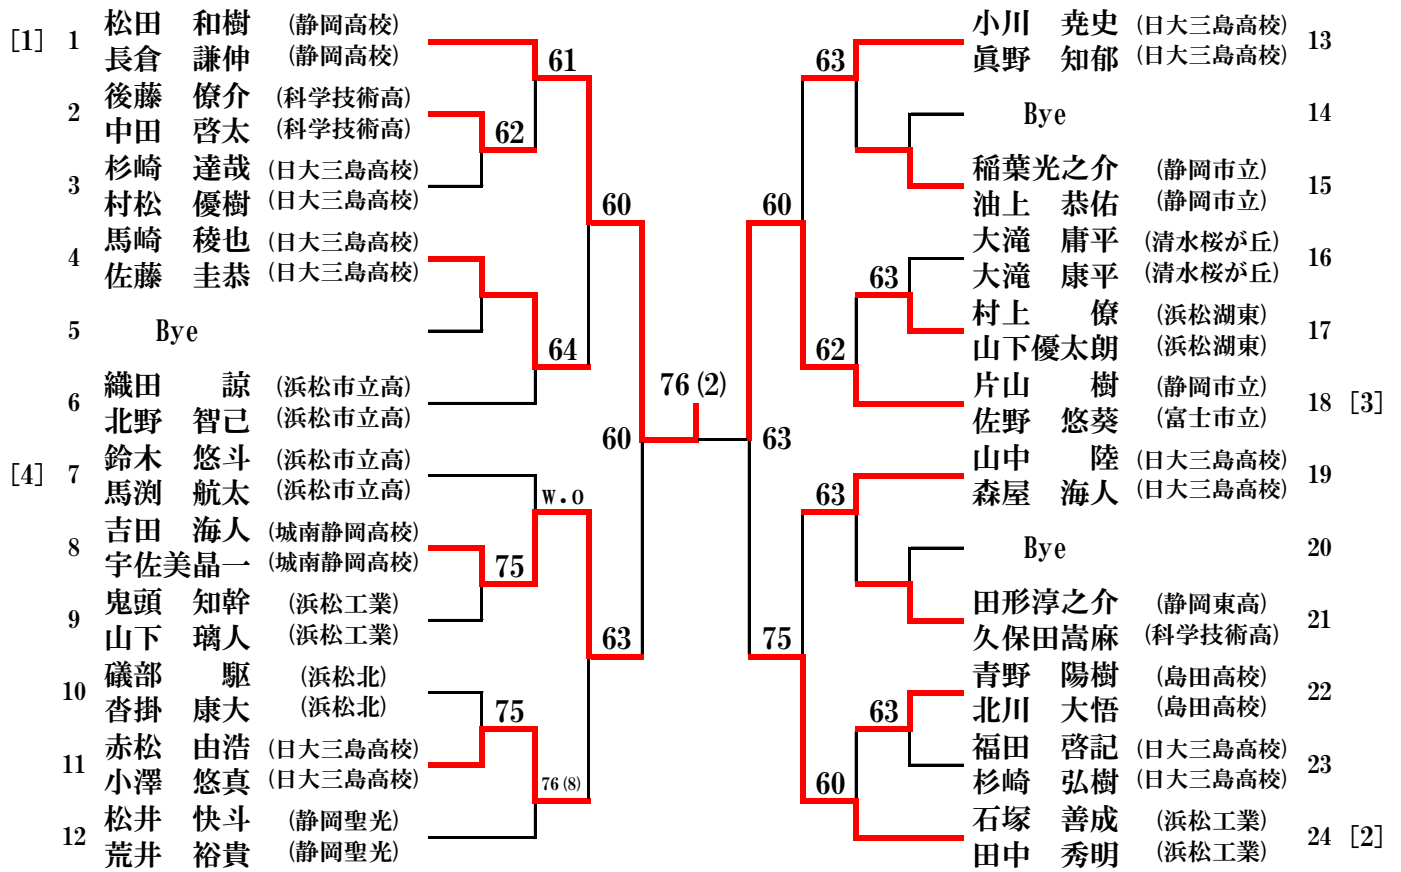 [1] 1 松田 和樹 (静岡高校)
長倉 謙伸 (静岡高校)
2 後藤 僚介 (科学技術高)
中田 啓太 (科学技術高)
3 杉崎 達哉 (日大三島高校)
村松 優樹 (日大三島高校)
4 馬崎 稜也 (日大三島高校)
佐藤 圭恭 (日大三島高校)
5 Bye
6 織田 諒 (浜松市立高)
北野 智己 (浜松市立高)
[4] 7 鈴木 悠斗 (浜松市立高)
馬渕 航太 (浜松市立高)
8 吉田 海人 (城南静岡高校)
宇佐美晶一 (城南静岡高校)
9 鬼頭 知幹 (浜松工業)
山下 璃人 (浜松工業)
10 磯部 駆 (浜松北)
沓掛 康大 (浜松北)
11 赤松 由浩 (日大三島高校)
小澤 悠真 (日大三島高校)
12 松井 快斗 (静岡聖光)
荒井 裕貴 (静岡聖光)
61
62
60
64
60
w.o
75
63
75
76(8)
76(2)
63
60
63
62
63
63
75
63
60
小川 尭史 (日大三島高校) 13
眞野 知郁 (日大三島高校)
Bye 14
稲葉光之介 (静岡市立) 15
油上 恭佑 (静岡市立)
大滝 庸平 (清水桜が丘) 16
大滝 康平 (清水桜が丘)
村上 僚 (浜松湖東) 17
山下優太朗 (浜松湖東)
片山 樹 (静岡市立) 18 [3]
佐野 悠葵 (富士市立)
山中 陸 (日大三島高校) 19
森屋 海人 (日大三島高校)
Bye 20
田形淳之介 (静岡東高) 21
久保田嵩麻 (科学技術高)
青野 陽樹 (島田高校) 22
北川 大悟 (島田高校)
福田 啓記 (日大三島高校) 23
杉崎 弘樹 (日大三島高校)
石塚 善成 (浜松工業) 24 [2]
田中 秀明 (浜松工業)